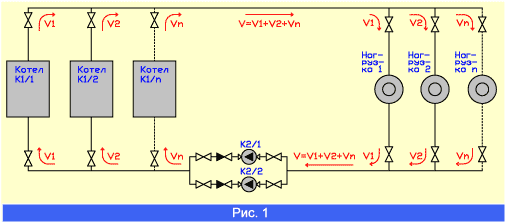 V1
V2
Vn
V=V1+V2+Vn
V1
V2
Vn
Котел
К1/1
Котел
К1/2
Котел
К1/n
Наг-
руз-
ка 1
Наг-
руз-
ка 2
Наг-
руз-
ка n
К2/1
V1
V2
Vn
V=V1+V2+Vn
V1
V2
Vn
К2/2
Рис. 1